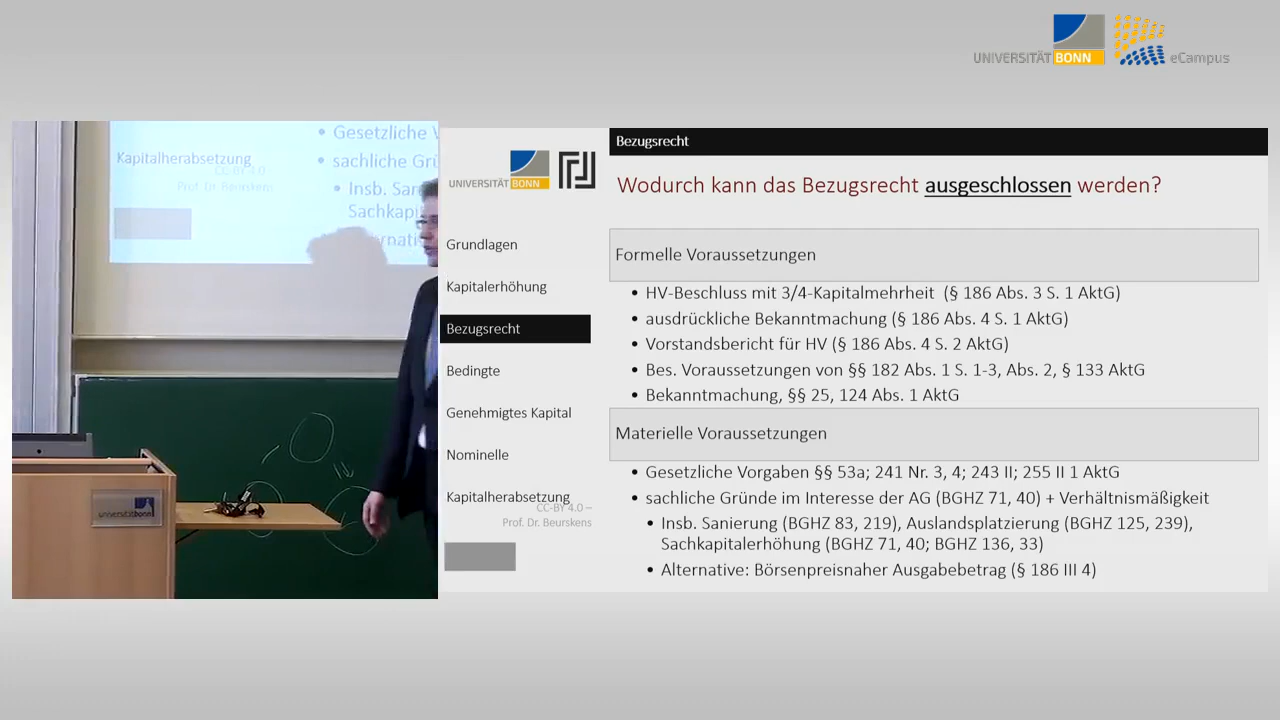 UNIVERSITÄT BONN eCampus
Gesetzliche
Kapitalherabsetzung
sachliche
CC-BY 4.0
Prof. Dr. Beurskens
Insb.
universitätbonn
UNIVERSITÄT BONN
Grundlagen
Kapitalerhöhung
Bezugsrecht
Bedingte
Genehmigtes Kapital
Nominelle
Kapitalherabsetzung
CC-BY 4.0 –
Prof. Dr. Beurskens
Bezugsrecht
Wodurch kann das Bezugsrecht ausgeschlossen werden?
Formelle Voraussetzungen
• HV-Beschluss mit 3/4-Kapitalmehrheit (§ 186 Abs. 3 S. 1 AktG)
• ausdrückliche Bekanntmachung (§ 186 Abs. 4 S. 1 AktG)
• Vorstandsbericht für HV (§ 186 Abs. 4 S. 2 AktG)
• Bes. Voraussetzungen von §§ 182 Abs. 1 S. 1-3, Abs. 2, § 133 AktG
• Bekanntmachung, §§ 25, 124 Abs. 1 AktG
Materielle Voraussetzungen
• Gesetzliche Vorgaben §§ 53a; 241 Nr. 3, 4; 243 II; 255 II 1 AktG
• sachliche Gründe im Interesse der AG (BGHZ 71, 40) + Verhältnismäßigkeit
• Insb. Sanierung (BGHZ 83, 219), Auslandsplatzierung (BGHZ 125, 239),
Sachkapitalerhöhung (BGHZ 71, 40; BGHZ 136, 33)
• Alternative: Börsenpreisnaher Ausgabebetrag (§ 186 III 4)